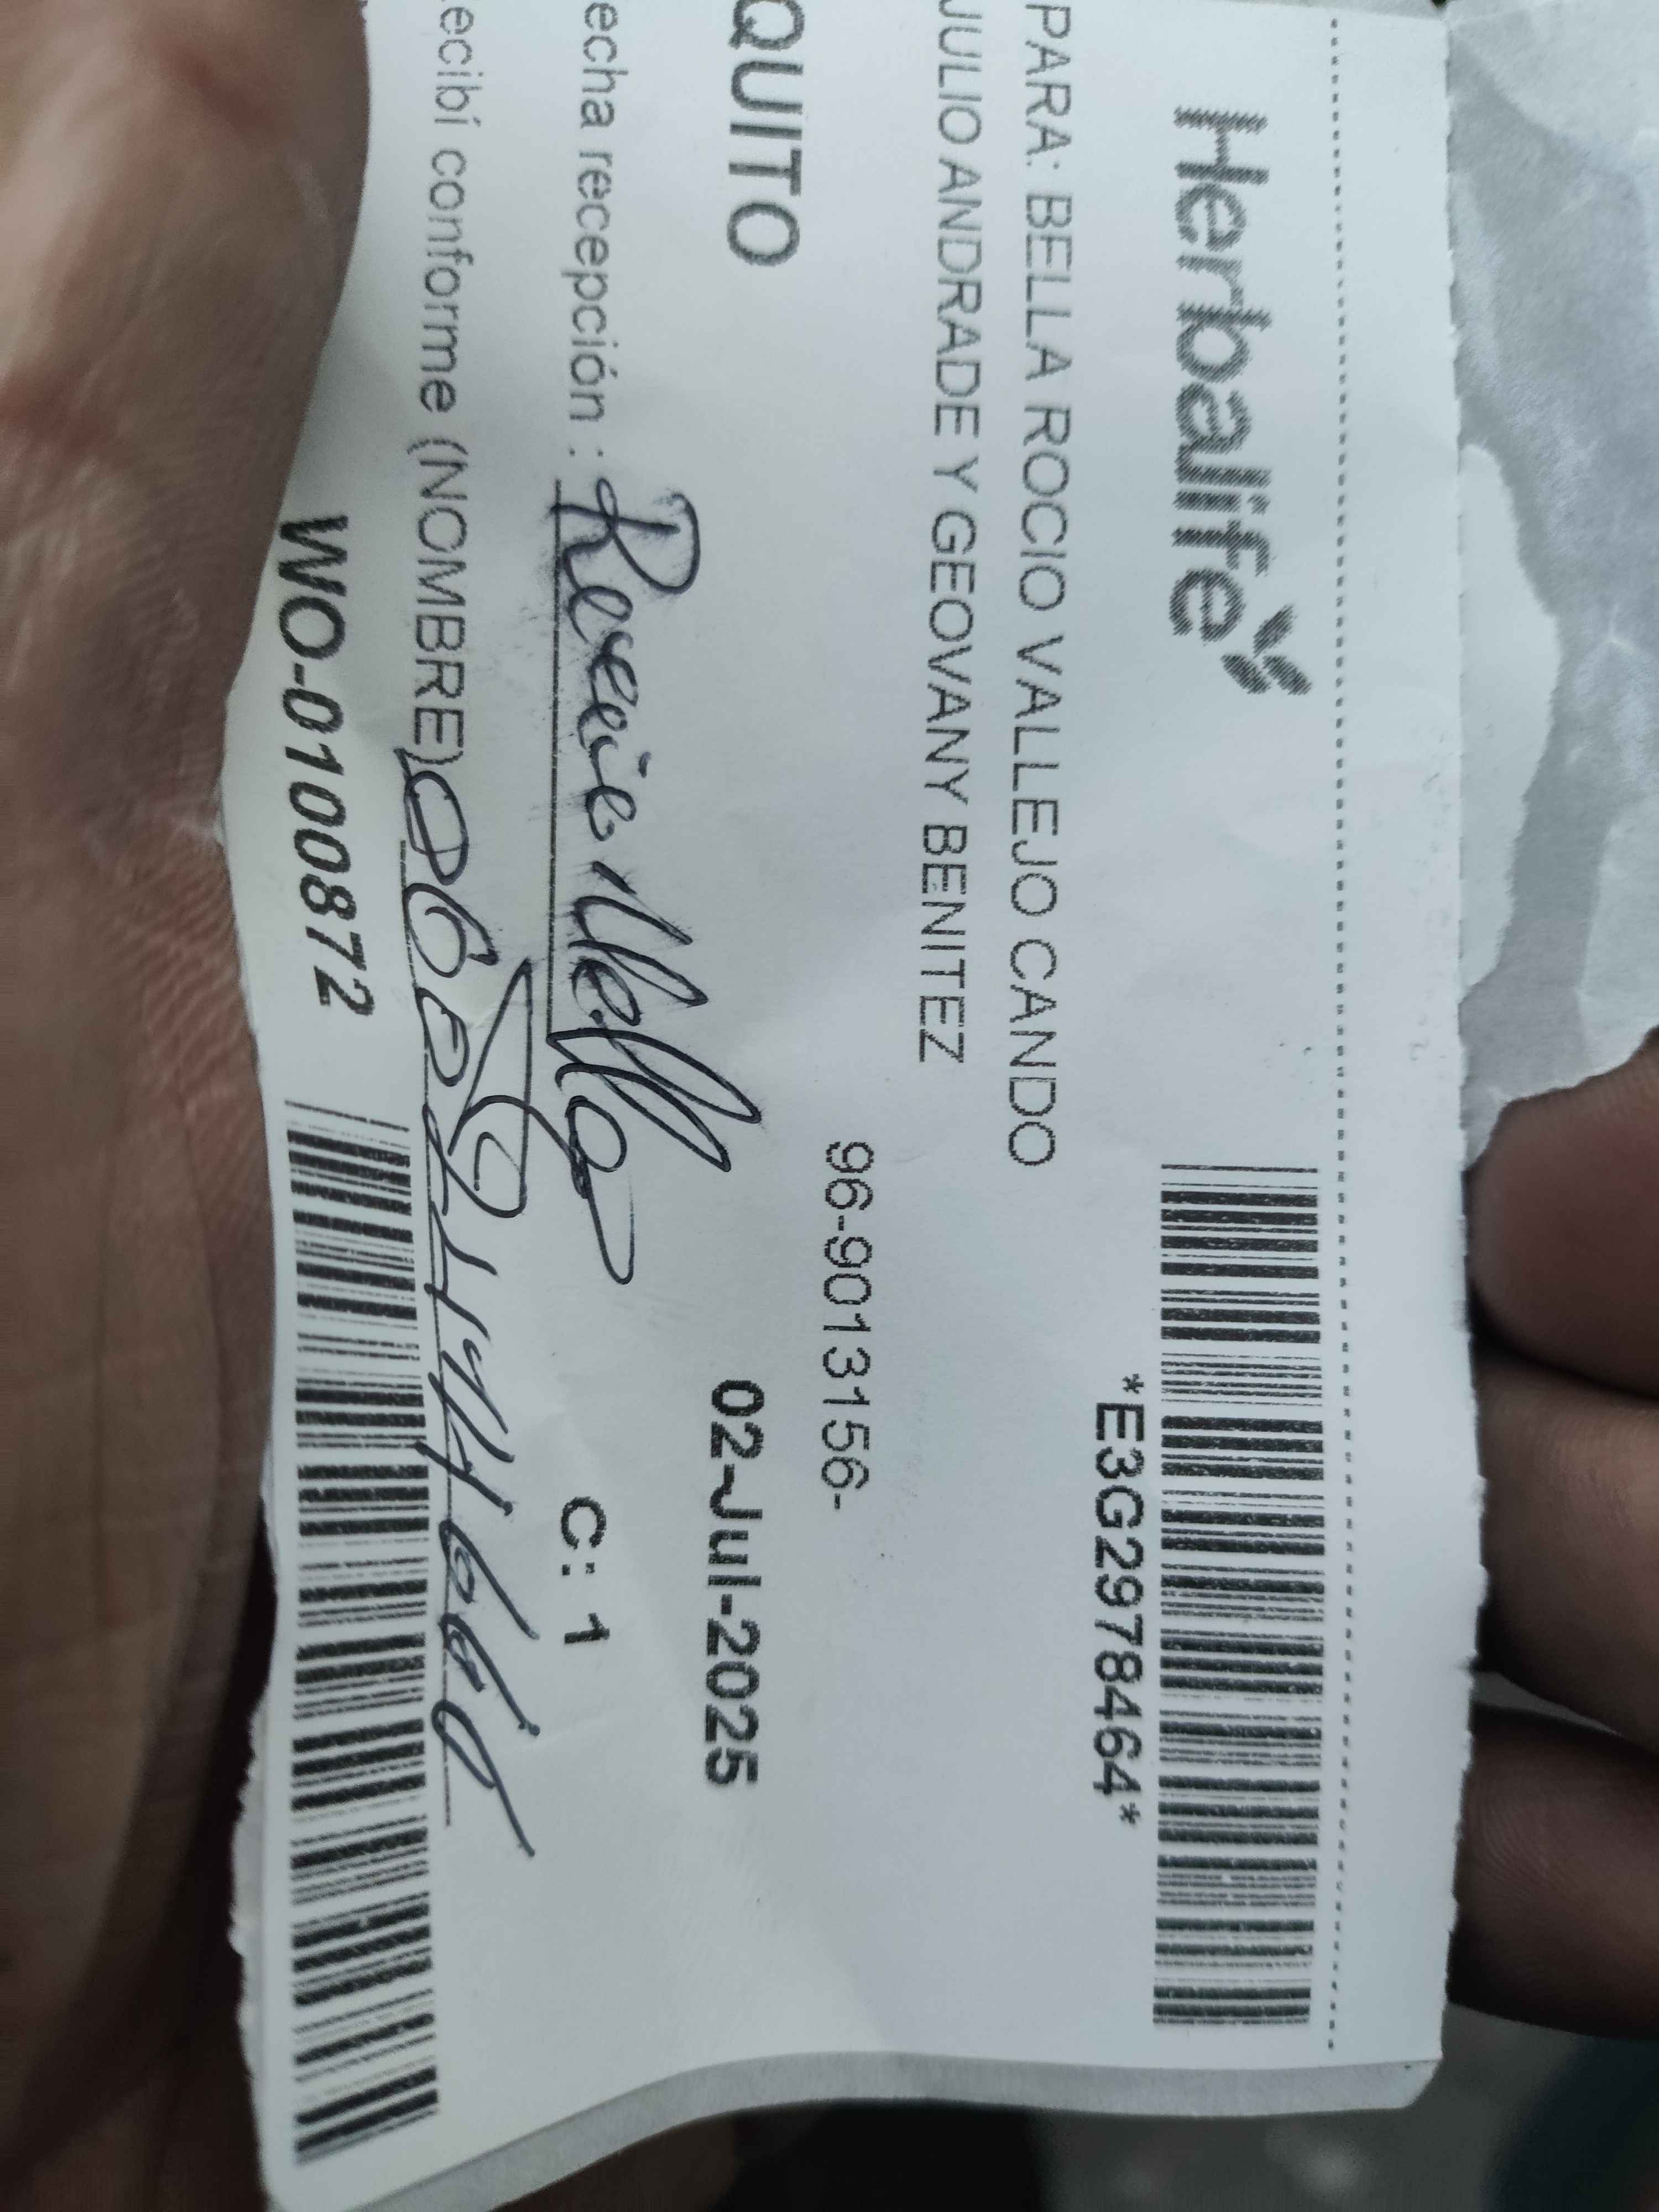 Herbalife
*E3G2978464*
PARA: BELLA ROCIO VALLEJO CANDO
JULIO ANDRADE Y GEOVANY BENITEZ
96-9013156-
QUITO 02-Jul-2025
echa recepción :
C: 1
ecibí conforme (NOMBRE)
WO-0100872